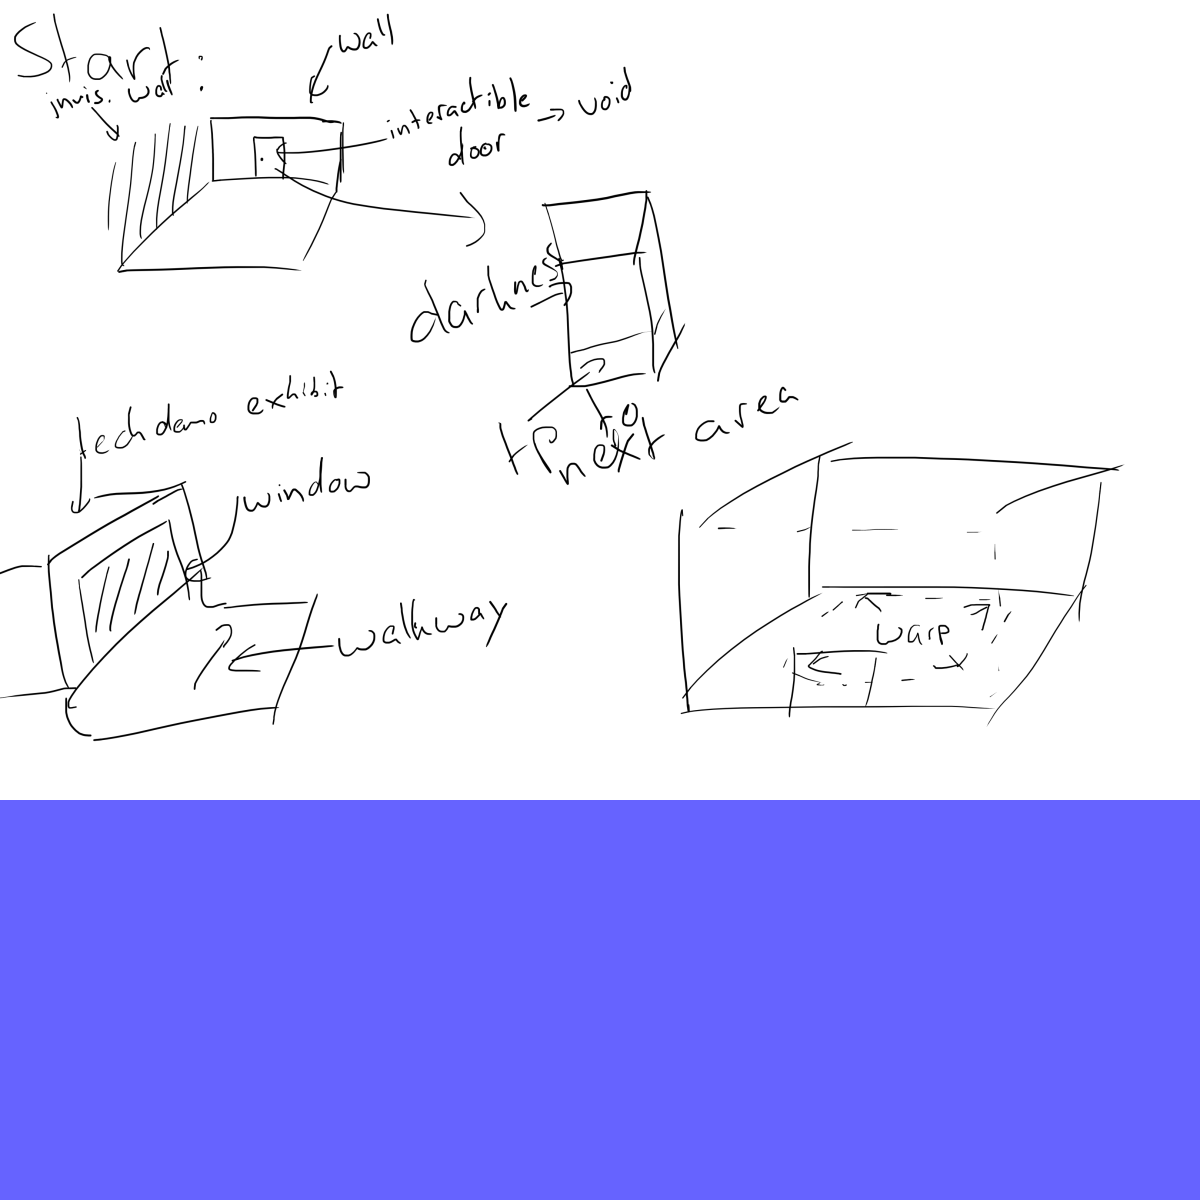 Start:
invis. wall
wall
interactible
door -> void
darkness
tp to
next area
tech demo exhibit
window
walkway
warp